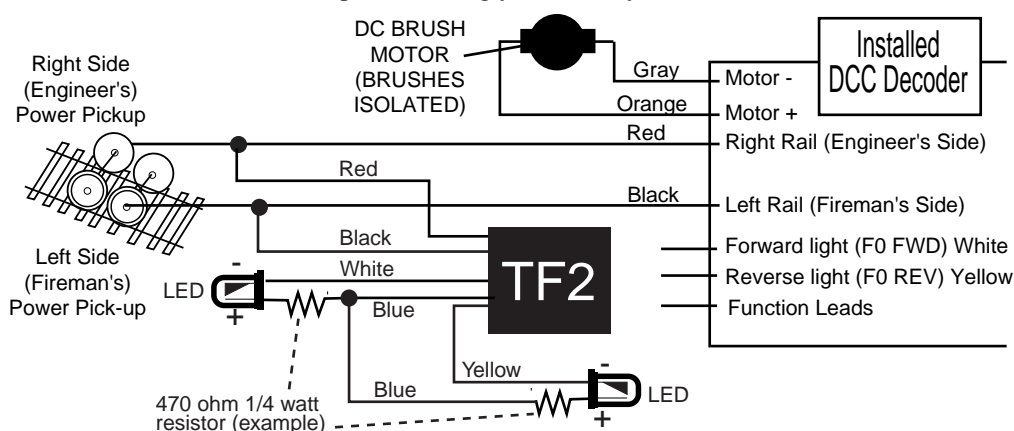 DC BRUSH
MOTOR
(BRUSHES
ISOLATED)
Installed
DCC Decoder
Right Side
(Engineer's)
Power Pickup
Gray
Motor -
Orange
Motor +
Red
Right Rail (Engineer's Side)
Red
Black
Left Rail (Fireman's Side)
Left Side
(Fireman's)
Power Pick-up
Black
White
TF2
Forward light (F0 FWD) White
Reverse light (F0 REV) Yellow
Function Leads
-
LED
+
Blue
Yellow
Blue
-
LED
+
470 ohm 1/4 watt
resistor (example)